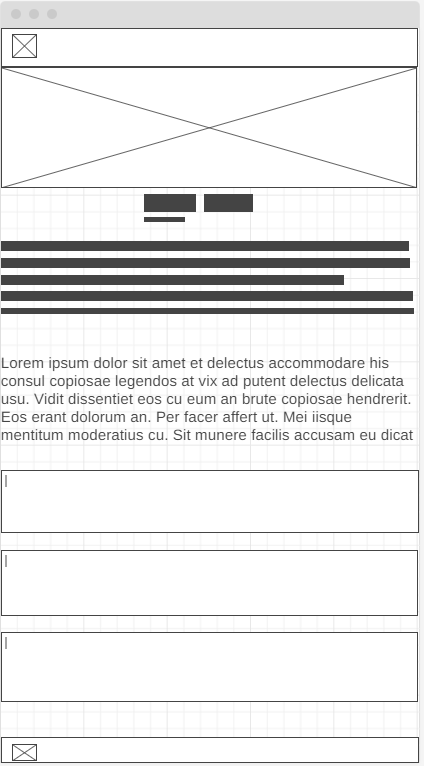 Lorem ipsum dolor sit amet et delectus accommodare his
consul copiosae legendos at vix ad putent delectus delicata
usu. Vidit dissentiet eos cu eum an brute copiosae hendrerit.
Eos erant dolorum an. Per facer affert ut. Mei iisque
mentitum moderatius cu. Sit munere facilis accusam eu dicat